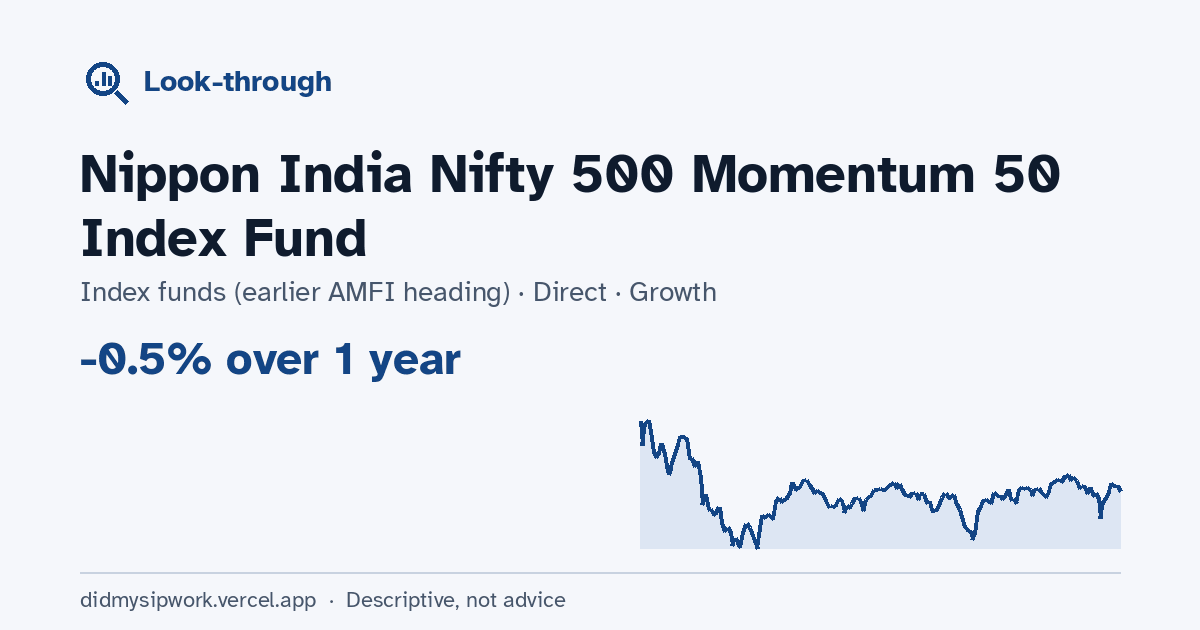 Look-through
Nippon India Nifty 500 Momentum 50
Index Fund
Index funds (earlier AMFI heading) · Direct · Growth
-0.5% over 1 year
didmysipwork.vercel.app · Descriptive, not advice